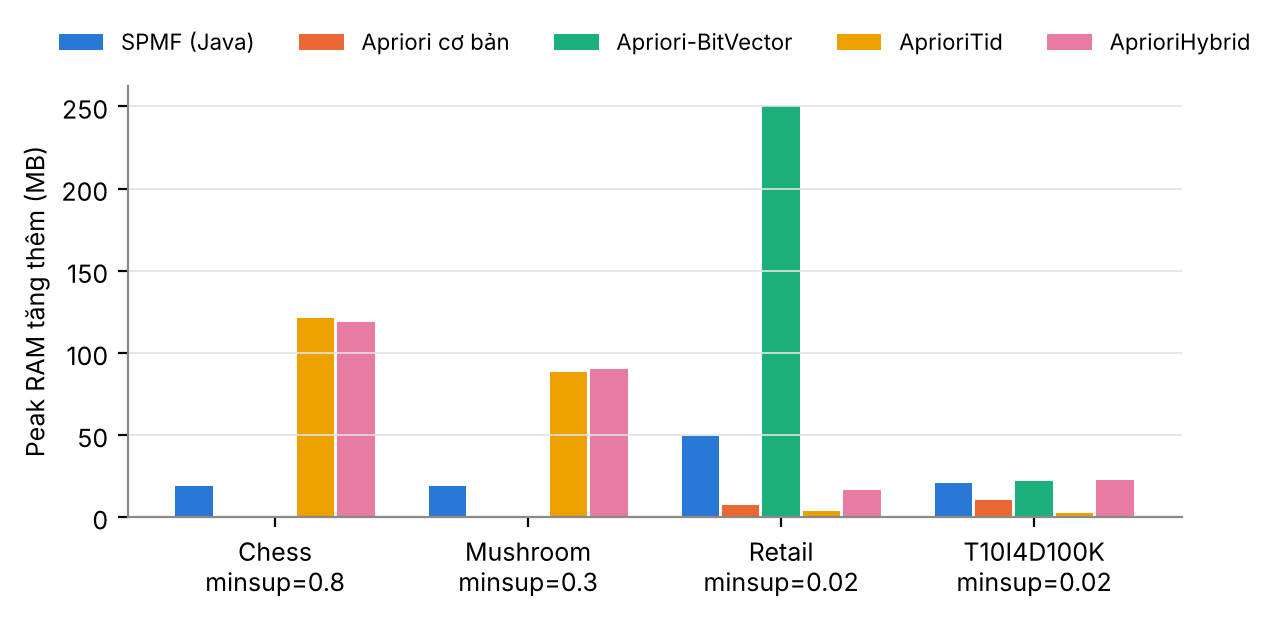 SPMF (Java) Apriori cơ bản Apriori-BitVector AprioriTid AprioriHybrid
Peak RAM tăng thêm (MB)
250
200
150
100
50
0
Chess Mushroom Retail T10I4D100K
minsup=0.8 minsup=0.3 minsup=0.02 minsup=0.02